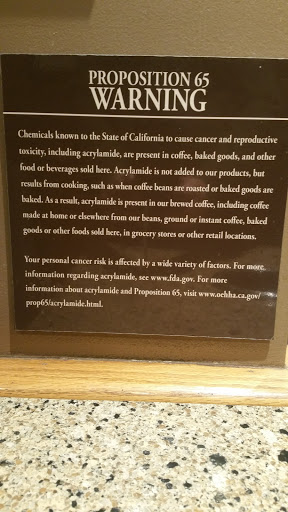 PROPOSITION 65
WARNING
Chemicals known to the State of California to cause cancer and reproductive
toxicity, including acrylamide, are present in coffee, baked goods, and other
food or beverages sold here. Acrylamide is not added to our products, but
results from cooking, such as when coffee beans are roasted or baked goods are
baked. As a result, acrylamide is present in our brewed coffee, including coffee
made at home or elsewhere from our beans, ground or instant coffee, baked
goods or other foods sold here, in grocery stores or other retail locations.
Your personal cancer risk is affected by a wide variety of factors. For more
information regarding acrylamide, see www.fda.gov. For more
information about acrylamide and Proposition 65, visit www.oehha.ca.gov/
prop65/acrylamide.html.